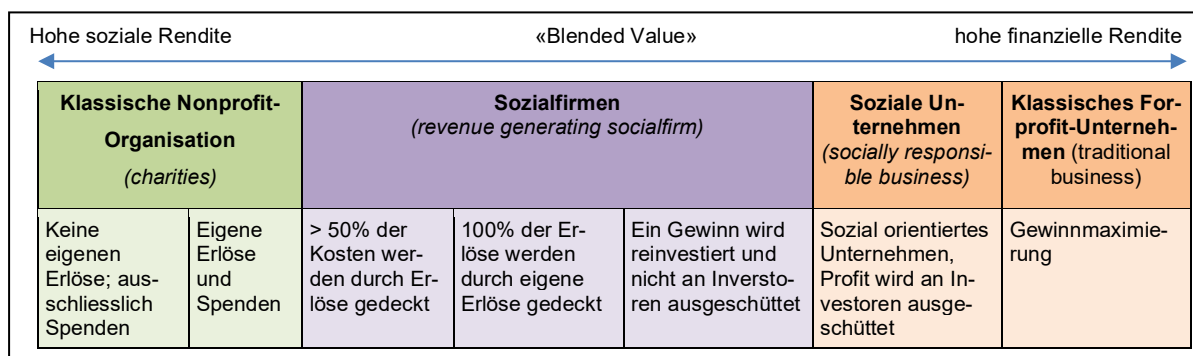 Hohe soziale Rendite «Blended Value» hohe finanzielle Rendite
Klassische Nonprofit-
Organisation
(charities)
Sozialfirmen
(revenue generating socialfirm)
Soziale Un-
ternehmen
(socially responsi-
ble business)
Klassisches For-
profit-Unterneh-
men (traditional
business)
Keine
eigenen
Erlöse; aus-
schliesslich
Spenden
Eigene
Erlöse
und
Spenden
> 50% der
Kosten wer-
den durch Er-
löse gedeckt
100% der Er-
löse werden
durch eigene
Erlöse gedeckt
Ein Gewinn wird
reinvestiert und
nicht an Inversto-
ren ausgeschüttet
Sozial orientiertes
Unternehmen,
Profit wird an In-
vestoren ausge-
schüttet
Gewinnmaximie-
rung